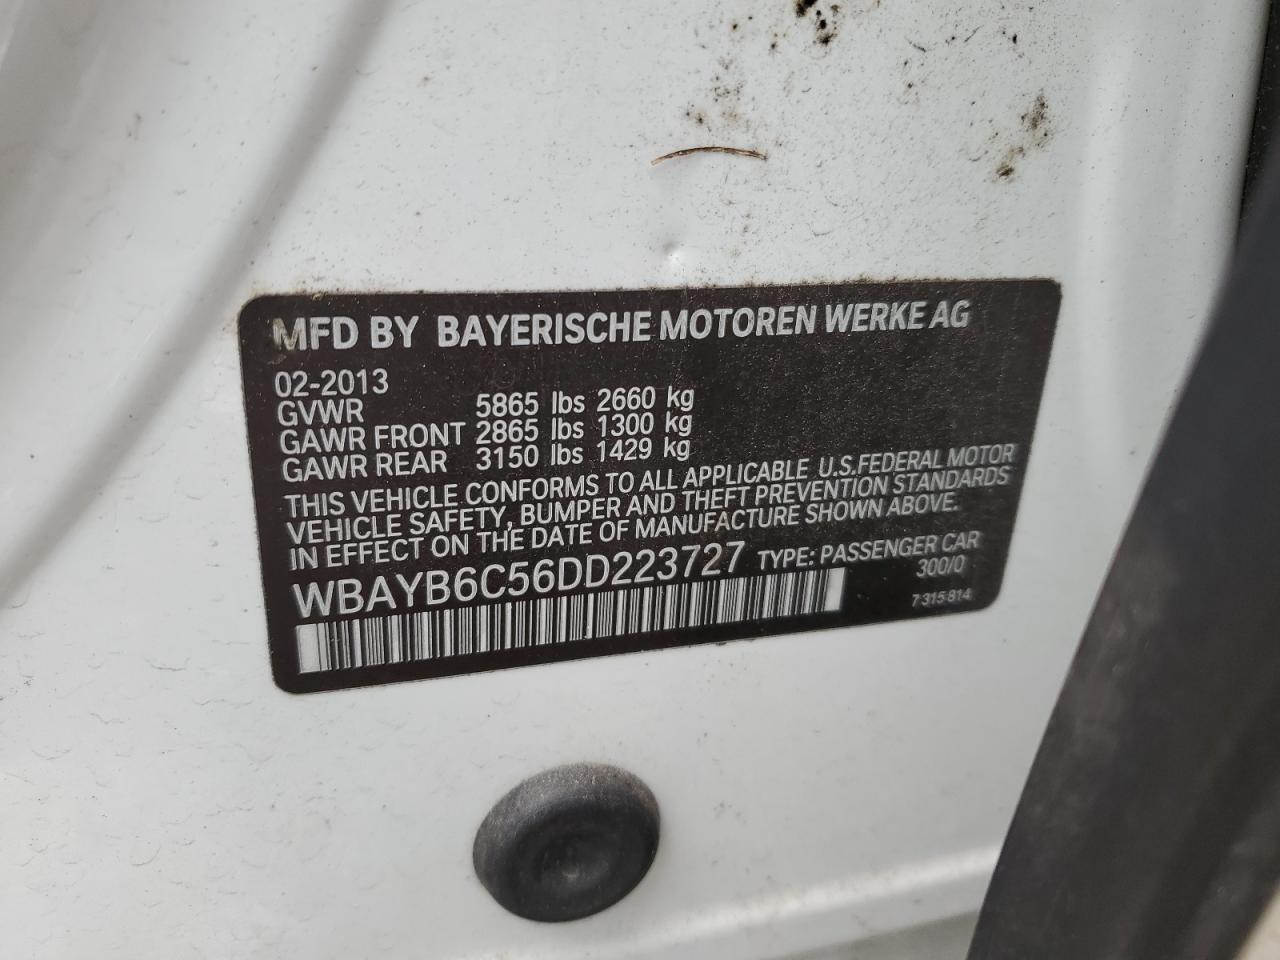 MFD BY BAYERISCHE MOTOREN WERKE AG
02-2013
GVWR 5865 lbs 2660 kg
GAWR FRONT 2865 lbs 1300 kg
GAWR REAR 3150 lbs 1429 kg
THIS VEHICLE CONFORMS TO ALL APPLICABLE U.S.FEDERAL MOTOR
VEHICLE SAFETY, BUMPER AND THEFT PREVENTION STANDARDS
IN EFFECT ON THE DATE OF MANUFACTURE SHOWN ABOVE.
WBAYB6C56DD223727 TYPE: PASSENGER CAR
300/0
7 315 814